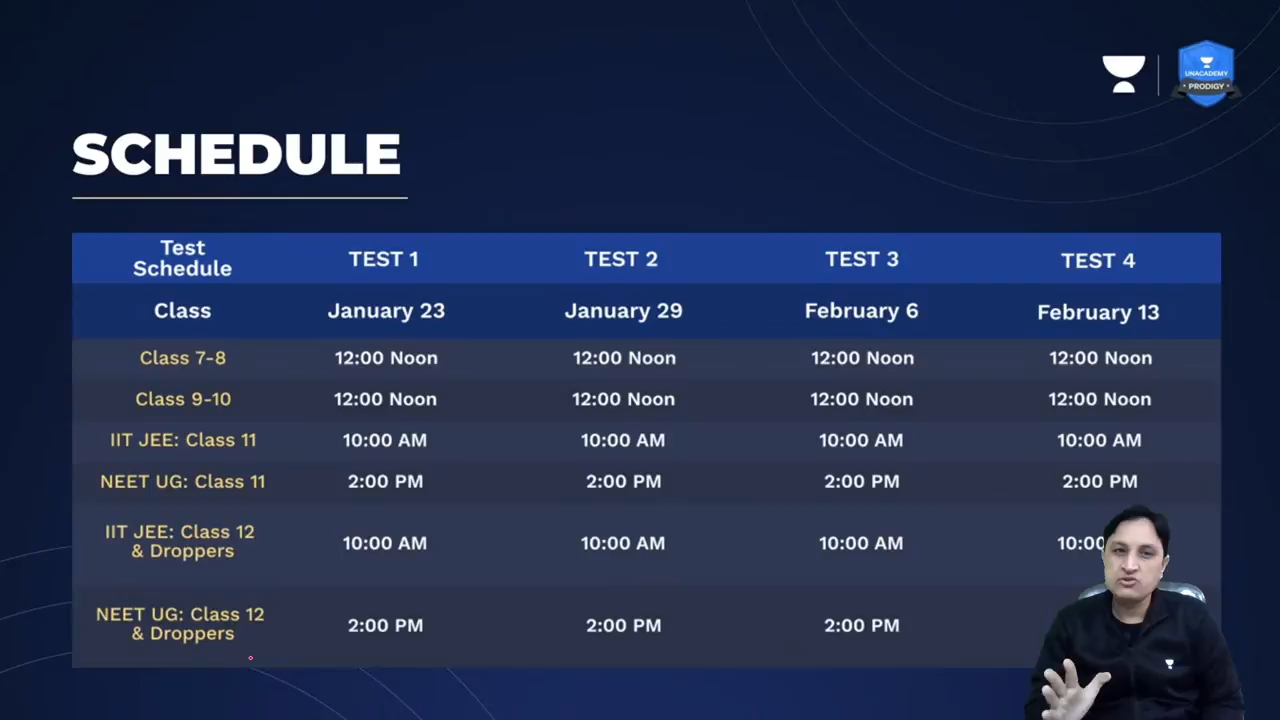 UNACADEMY
PRODIGY
SCHEDULE
Test Schedule TEST 1 TEST 2 TEST 3 TEST 4
Class January 23 January 29 February 6 February 13
Class 7-8 12:00 Noon 12:00 Noon 12:00 Noon 12:00 Noon
Class 9-10 12:00 Noon 12:00 Noon 12:00 Noon 12:00 Noon
IIT JEE: Class 11 10:00 AM 10:00 AM 10:00 AM 10:00 AM
NEET UG: Class 11 2:00 PM 2:00 PM 2:00 PM 2:00 PM
IIT JEE: Class 12
& Droppers 10:00 AM 10:00 AM 10:00 AM
NEET UG: Class 12
& Droppers 2:00 PM 2:00 PM 2:00 PM